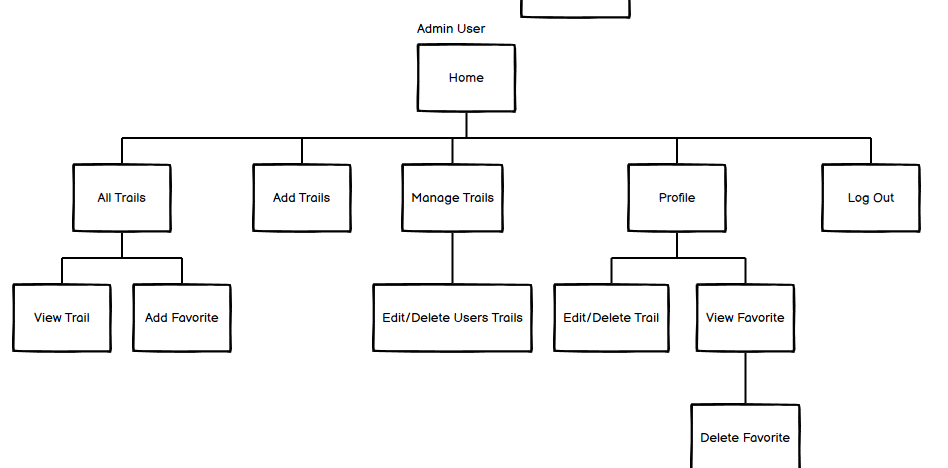 Admin User
Home
All Trails
Add Trails
Manage Trails
Profile
Log Out
View Trail
Add Favorite
Edit/Delete Users Trails
Edit/Delete Trail
View Favorite
Delete Favorite